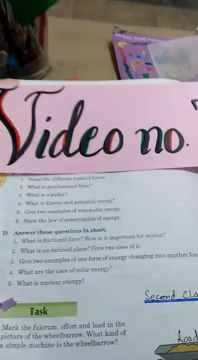 Video no.
1. Name the different types of forces.
2. What is gravitational force?
3. What is a pulley?
4. What is kinetic and potential energy?
5. Give two examples of renewable energy.
6. State the law of conservation of energy.
D. Answer these questions in short.
1. What is frictional force? How is it important for motion?
2. What is an inclined plane? Give two uses of it.
3. Give two examples of one form of energy changing into another
4. What are the uses of solar energy?
5. What is nuclear energy?
Second Cla
Task
Mark the fulcrum, effort and load in the
picture of the wheelbarrow. What kind of
simple machine is the wheelbarrow?
Load